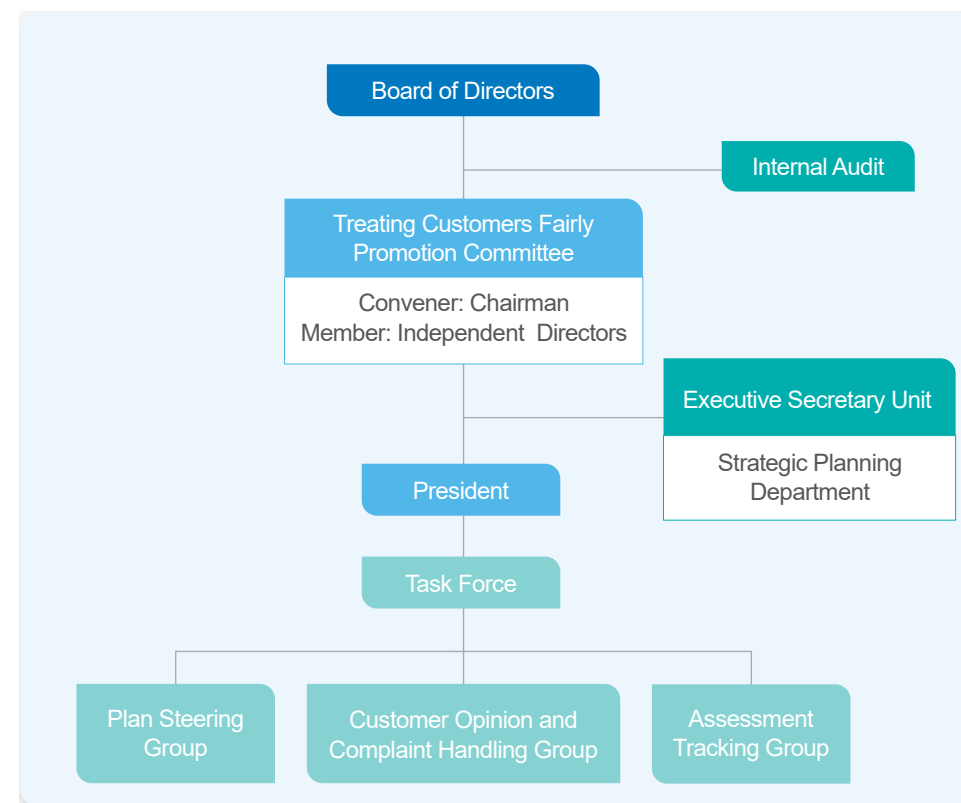 Board of Directors
Internal Audit
Treating Customers Fairly
Promotion Committee
Convener: Chairman
Member: Independent Directors
Executive Secretary Unit
Strategic Planning
Department
President
Task Force
Plan Steering
Group
Customer Opinion and
Complaint Handling Group
Assessment
Tracking Group